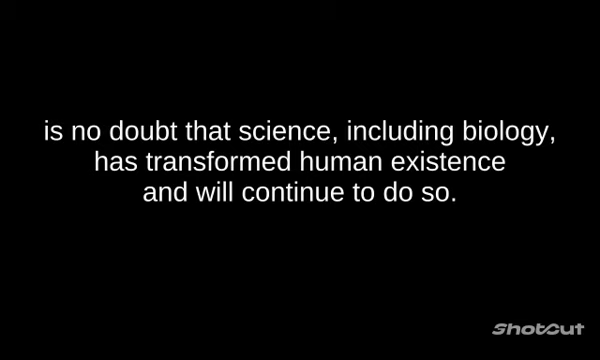 is no doubt that science, including biology,
has transformed human existence
and will continue to do so.
Shotcut